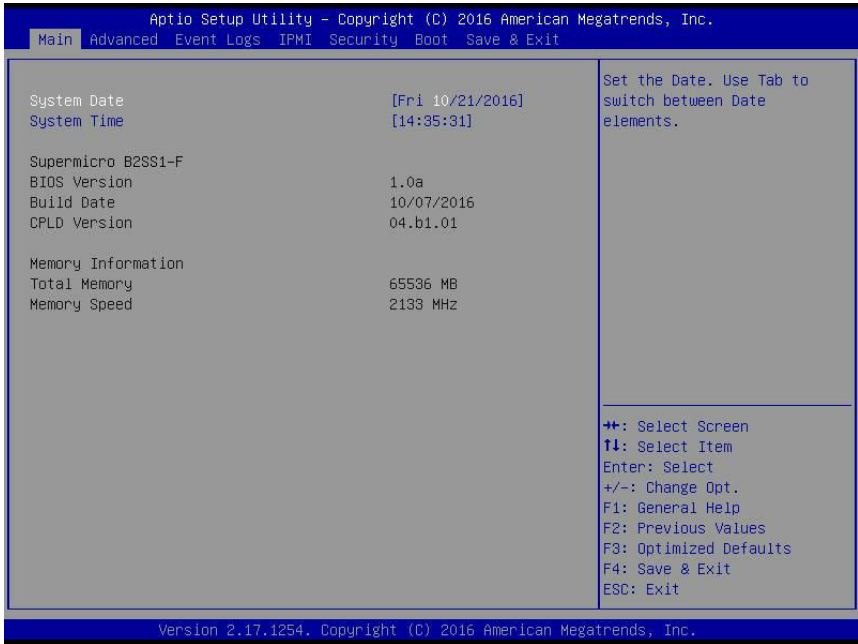 Aptio Setup Utility – Copyright (C) 2016 American Megatrends, Inc.
Main Advanced Event Logs IPMI Security Boot Save & Exit
System Date [Fri 10/21/2016]
System Time [14:35:31]
Supermicro B2SS1-F
BIOS Version 1.0a
Build Date 10/07/2016
CPLD Version 04.b1.01
Memory Information
Total Memory 65536 MB
Memory Speed 2133 MHz
Set the Date. Use Tab to
switch between Date
elements.
→←: Select Screen
↑↓: Select Item
Enter: Select
+/-: Change Opt.
F1: General Help
F2: Previous Values
F3: Optimized Defaults
F4: Save & Exit
ESC: Exit
Version 2.17.1254. Copyright (C) 2016 American Megatrends, Inc.